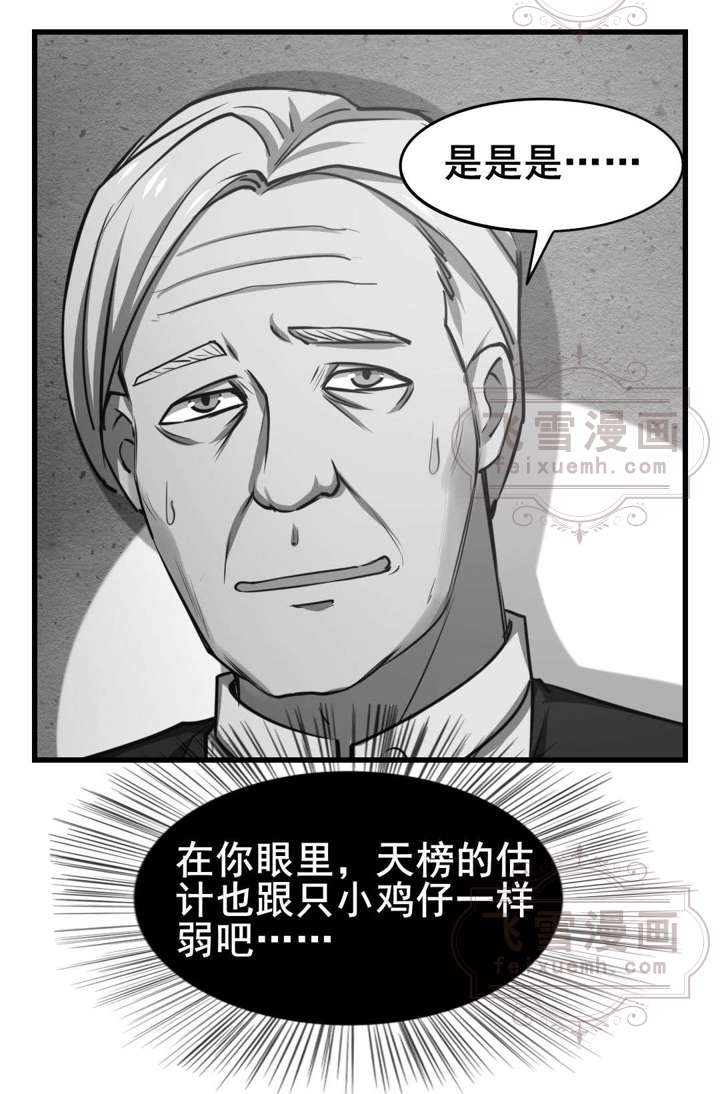 是是是……
飞雪漫画
feixuemh.com
在你眼里，天榜的估
计也跟只小鸡仔一样
弱吧……
飞雪漫画
feixuemh.com